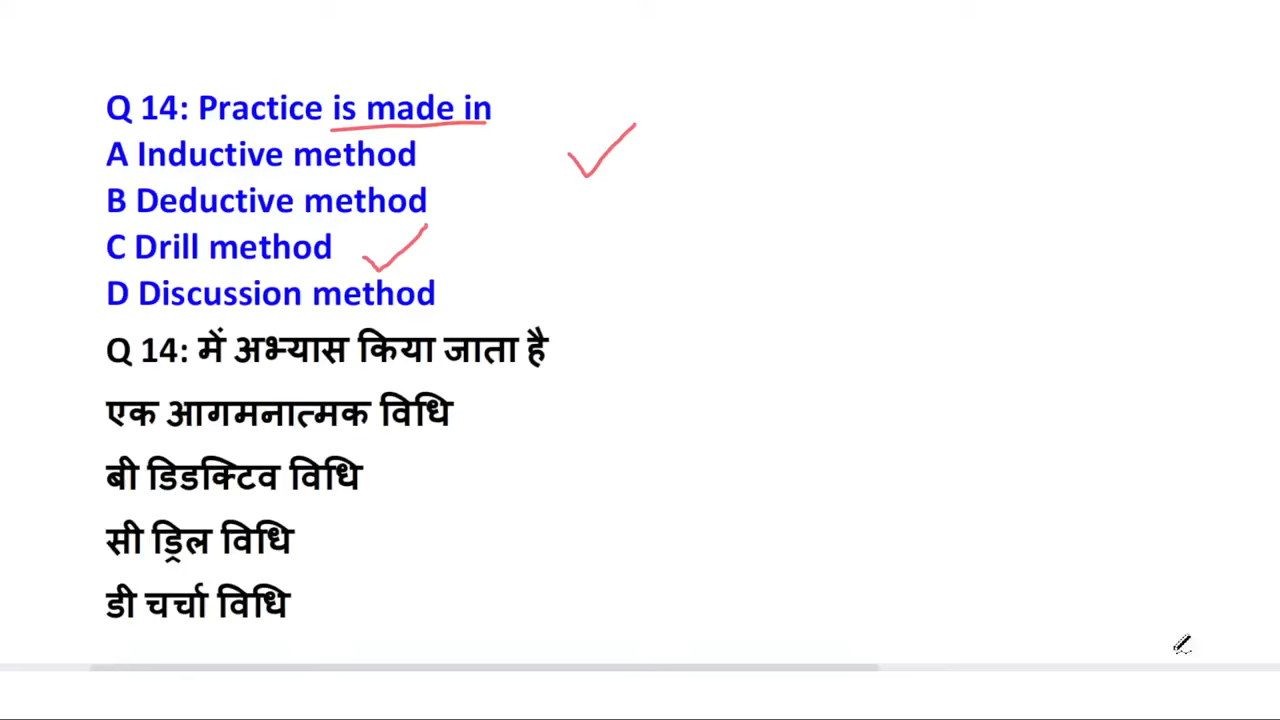 Q 14: Practice is made in
A Inductive method
B Deductive method
C Drill method
D Discussion method
Q 14: में अभ्यास किया जाता है
एक आगमनात्मक विधि
बी डिडक्टिव विधि
सी ड्रिल विधि
डी चर्चा विधि